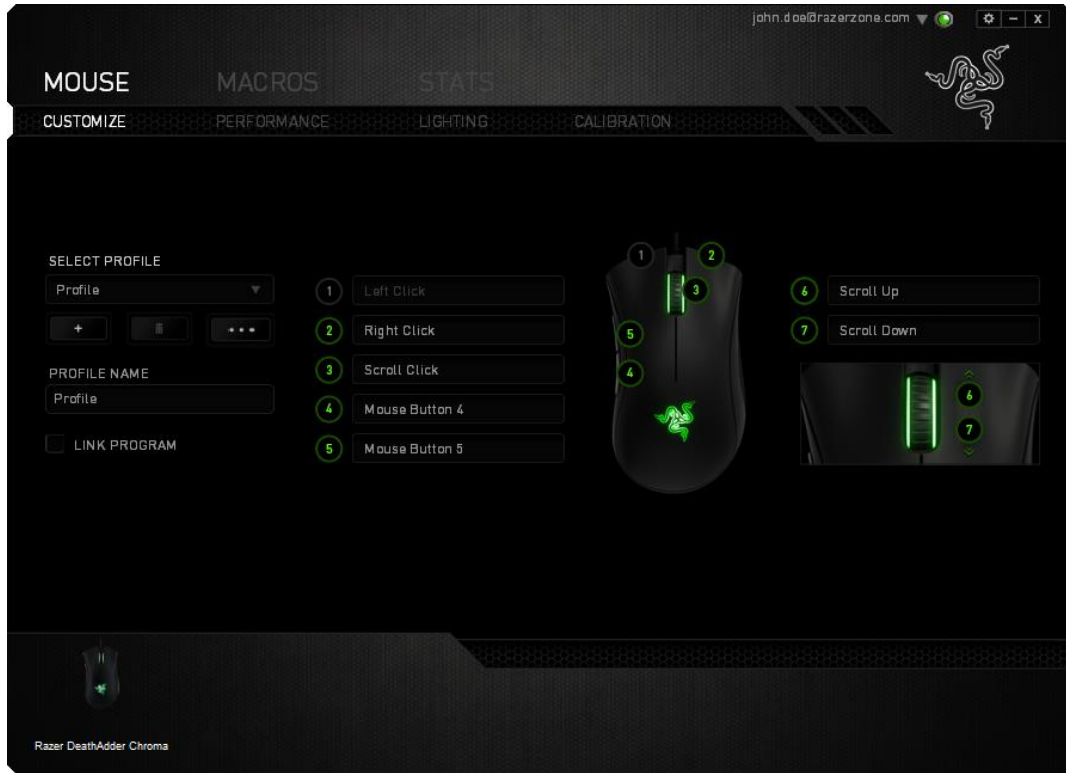 john.doe@razerzone.com
X
MOUSE MACROS STATS
CUSTOMIZE PERFORMANCE LIGHTING CALIBRATION
SELECT PROFILE
Profile
+
PROFILE NAME
Profile
LINK PROGRAM
1 Left Click
2 Right Click
3 Scroll Click
4 Mouse Button 4
5 Mouse Button 5
1 2
3
5
4
6 Scroll Up
7 Scroll Down
6
7
Razer DeathAdder Chroma